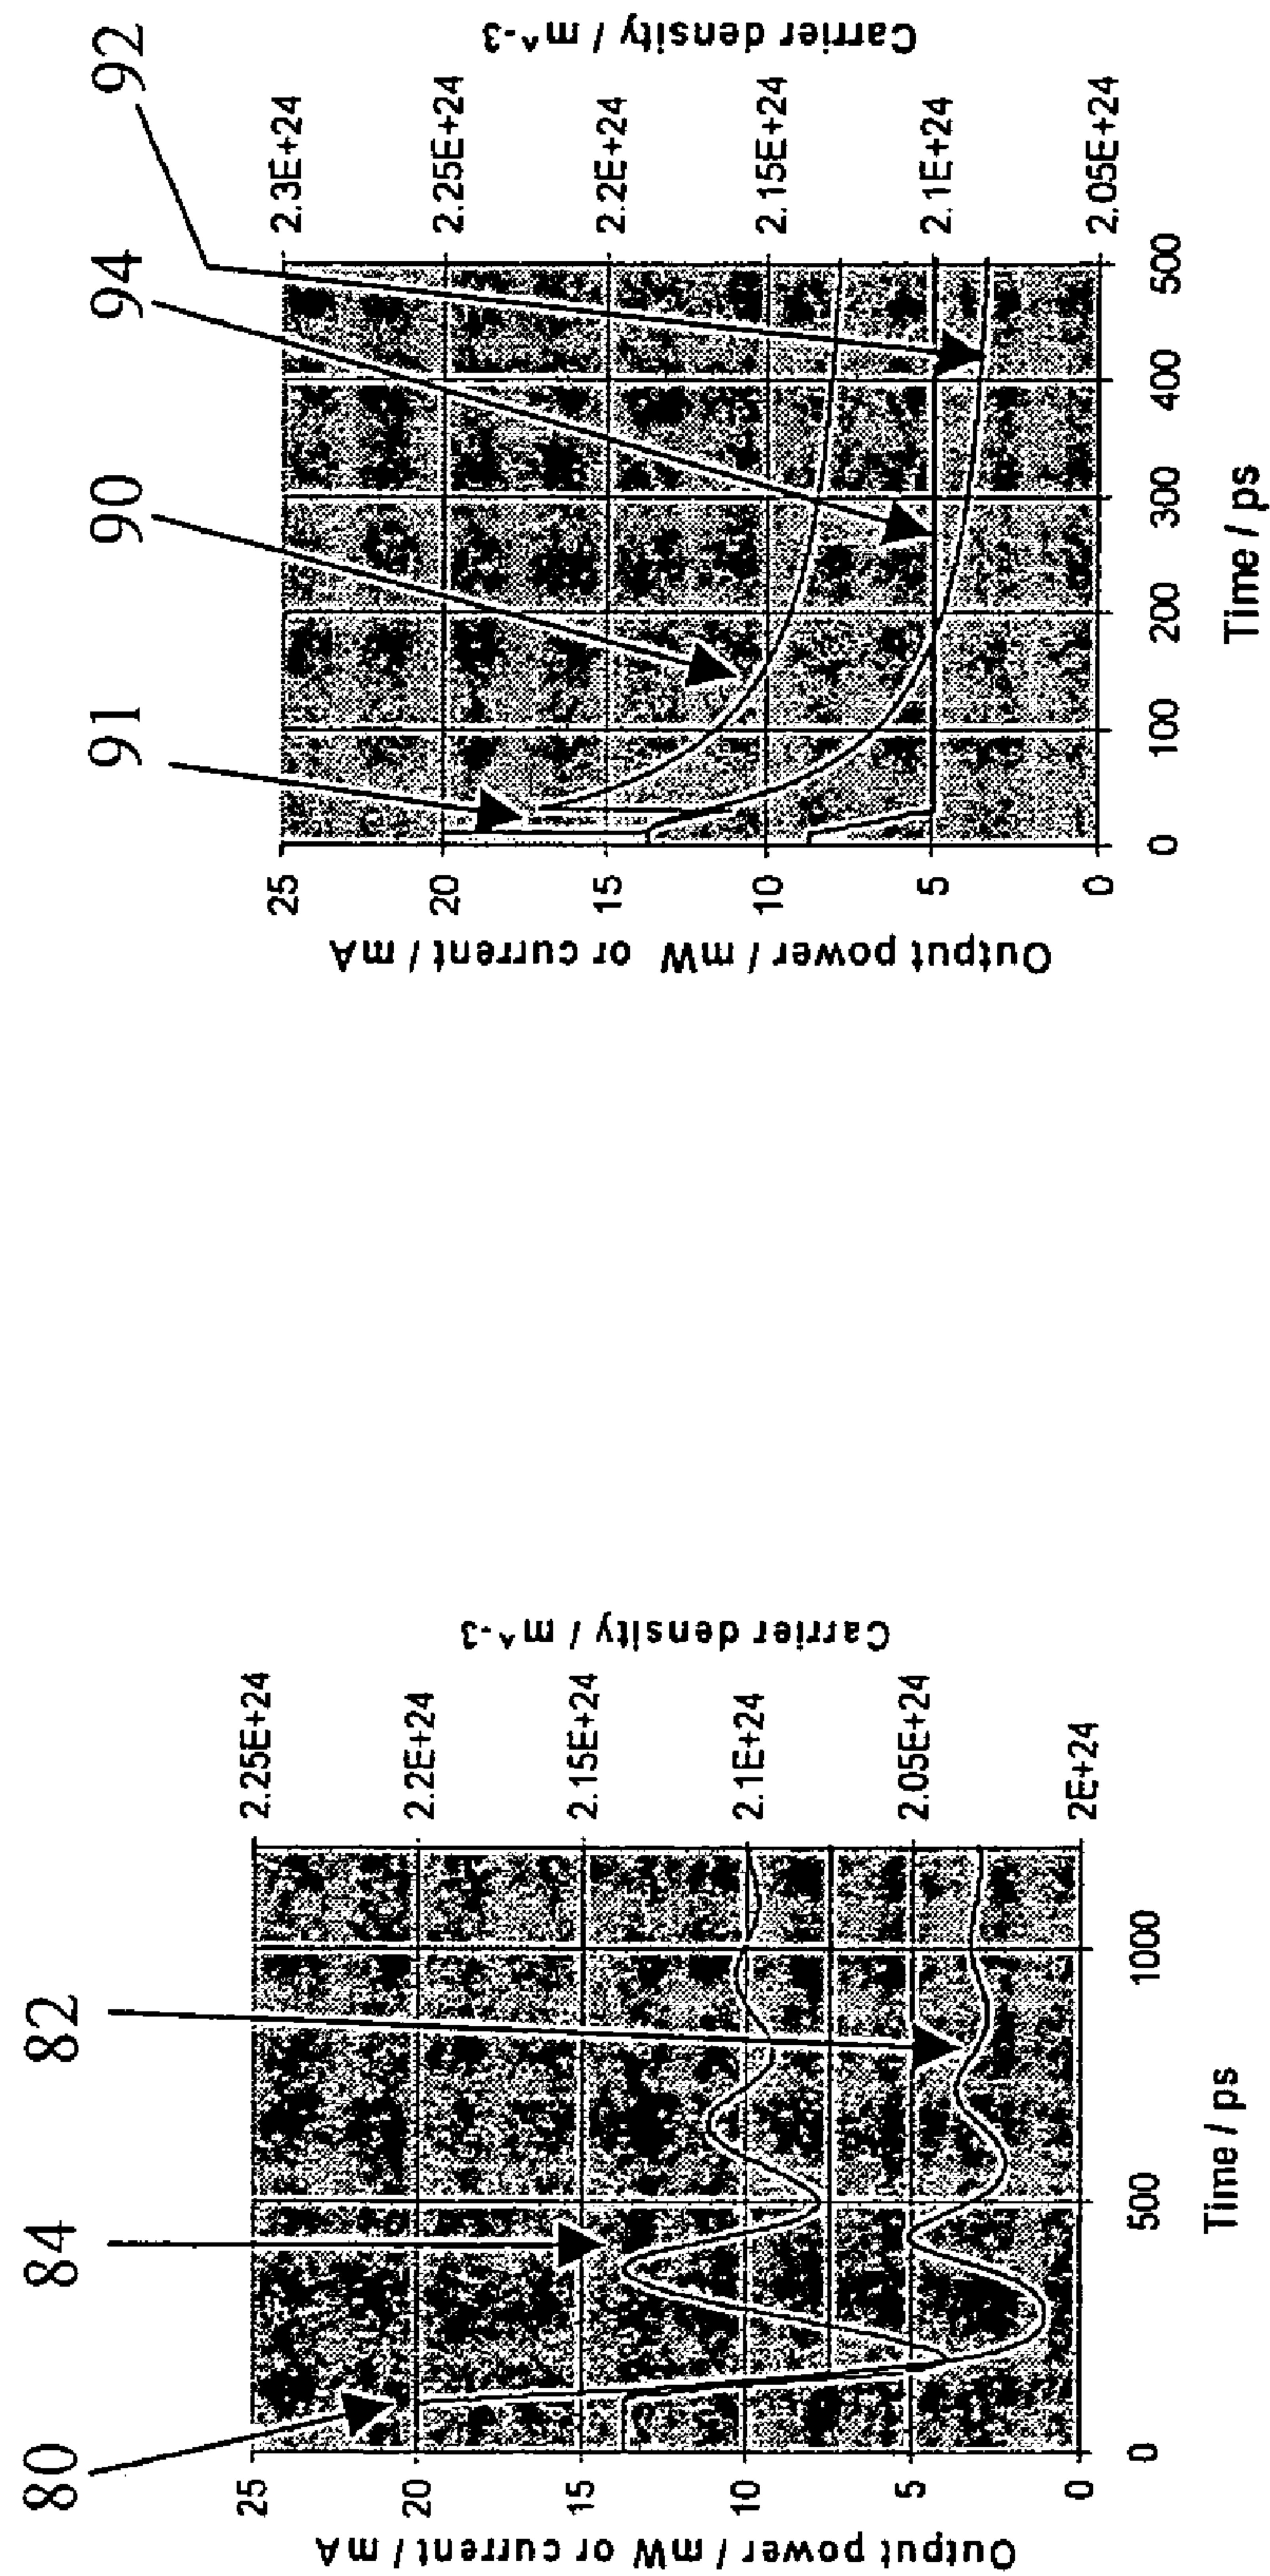 80
84
82
Output power / mW or current / mA
25
20
15
10
5
0
0
500
1000
Time / ps
2.25E+24
2.2E+24
2.15E+24
2.1E+24
2.05E+24
2E+24
Carrier density / m^-3
91
90
94
92
Output power / mW or current / mA
25
20
15
10
5
0
0
100
200
300
400
500
Time / ps
2.3E+24
2.25E+24
2.2E+24
2.15E+24
2.1E+24
2.05E+24
Carrier density / m^-3